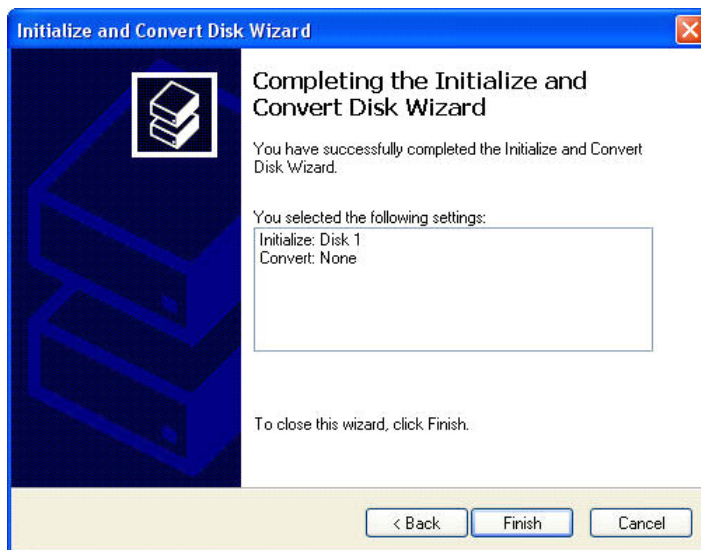 Initialize and Convert Disk Wizard
Completing the Initialize and
Convert Disk Wizard
You have successfully completed the Initialize and Convert
Disk Wizard.
You selected the following settings:
Initialize: Disk 1
Convert: None
To close this wizard, click Finish.
< Back
Finish
Cancel